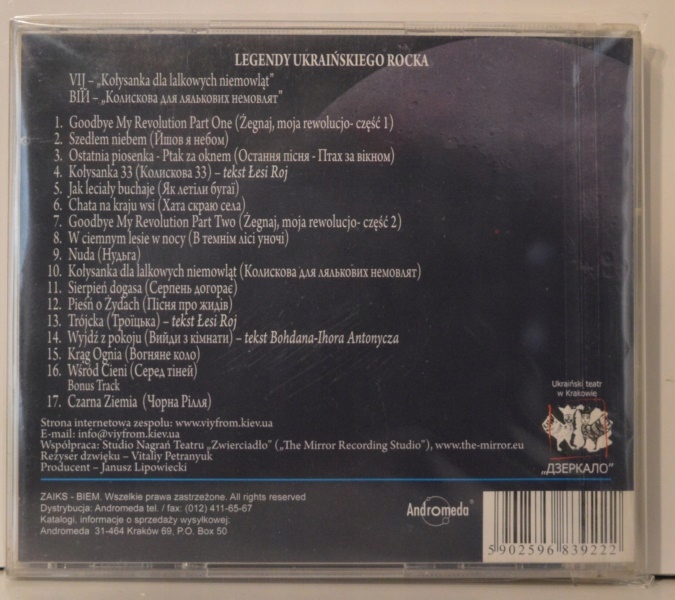 LEGENDY UKRAIŃSKIEGO ROCKA
VIJ – „Kołysanka dla lalkowych niemowląt"
ВІЙ – „Колискова для лялькових немовлят"
1. Goodbye My Revolution Part One (Żegnaj, moja rewolucjo- część 1)
2. Szedłem niebem (Йшов я небом)
3. Ostatnia piosenka - Ptak za oknem (Остання пісня - Птах за вікном)
4. Kołysanka 33 (Колискова 33) – tekst Łesi Roj
5. Jak leciały buchaje (Як летіли бугаї)
6. Chata na kraju wsi (Хата скраю села)
7. Goodbye My Revolution Part Two (Żegnaj, moja rewolucjo- część 2)
8. W ciemnym lesie w nocy (В темнім лісі уночі)
9. Nuda (Нудьга)
10. Kołysanka dla lalkowych niemowląt (Колискова для лялькових немовлят)
11. Sierpień dogasa (Серпень догорає)
12. Pieśń o Żydach (Пісня про жидів)
13. Trójcka (Троїцька) – tekst Łesi Roj
14. Wyjdź z pokoju (Вийди з кімнати) – tekst Bohdana-Ihora Antonycza
15. Krąg Ognia (Вогняне коло)
16. Wśród Cieni (Серед тіней)
Bonus Track
17. Czarna Ziemia (Чорна Рілля)
Strona internetowa zespołu: www.viyfrom.kiev.ua
E-mail: info@viyfrom.kiev.ua
Współpraca: Studio Nagrań Teatru „Zwierciadło" („The Mirror Recording Studio"), www.the-mirror.eu
Reżyser dzwięku – Vitaliy Petranyuk
Producent – Janusz Lipowiecki
Ukraiński teatr
w Krakowie
„ДЗЕРКАЛО"
ZAIKS - BIEM. Wszelkie prawa zastrzeżone. All rights reserved
Dystrybucja: Andromeda tel. / fax: (012) 411-65-67
Katalogi, informacje o sprzedaży wysyłkowej:
Andromeda 31-464 Kraków 69, P.O. Box 50
Andromeda ®
5 902596 839222